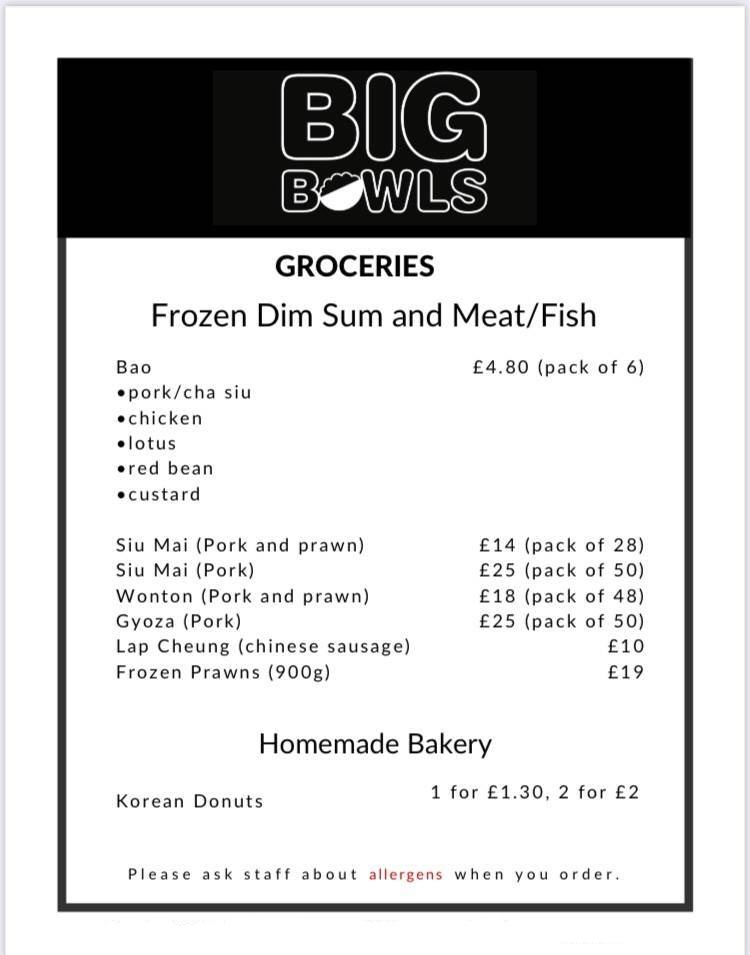 BIG
BOWLS
GROCERIES
Frozen Dim Sum and Meat/Fish
Bao £4.80 (pack of 6)
•pork/cha siu
•chicken
•lotus
•red bean
•custard
Siu Mai (Pork and prawn) £14 (pack of 28)
Siu Mai (Pork) £25 (pack of 50)
Wonton (Pork and prawn) £18 (pack of 48)
Gyoza (Pork) £25 (pack of 50)
Lap Cheung (chinese sausage) £10
Frozen Prawns (900g) £19
Homemade Bakery
Korean Donuts 1 for £1.30, 2 for £2
Please ask staff about allergens when you order.